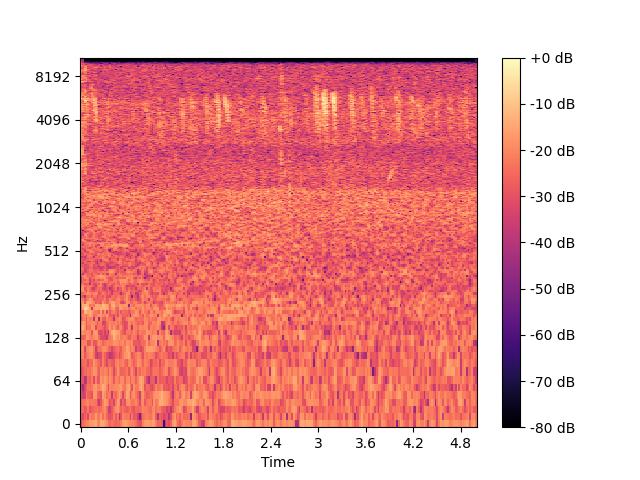 8192
4096
2048
1024
512
256
128
64
0
Hz
0 0.6 1.2 1.8 2.4 3 3.6 4.2 4.8
Time
+0 dB
-10 dB
-20 dB
-30 dB
-40 dB
-50 dB
-60 dB
-70 dB
-80 dB